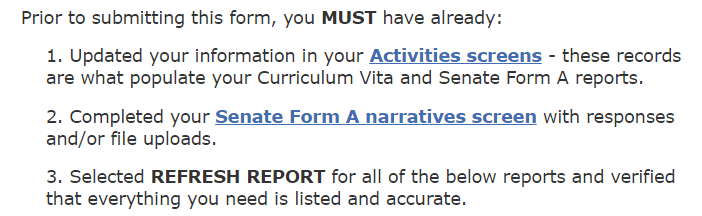 Prior to submitting this form, you MUST have already:
1. Updated your information in your Activities screens - these records
are what populate your Curriculum Vita and Senate Form A reports.
2. Completed your Senate Form A narratives screen with responses
and/or file uploads.
3. Selected REFRESH REPORT for all of the below reports and verified
that everything you need is listed and accurate.